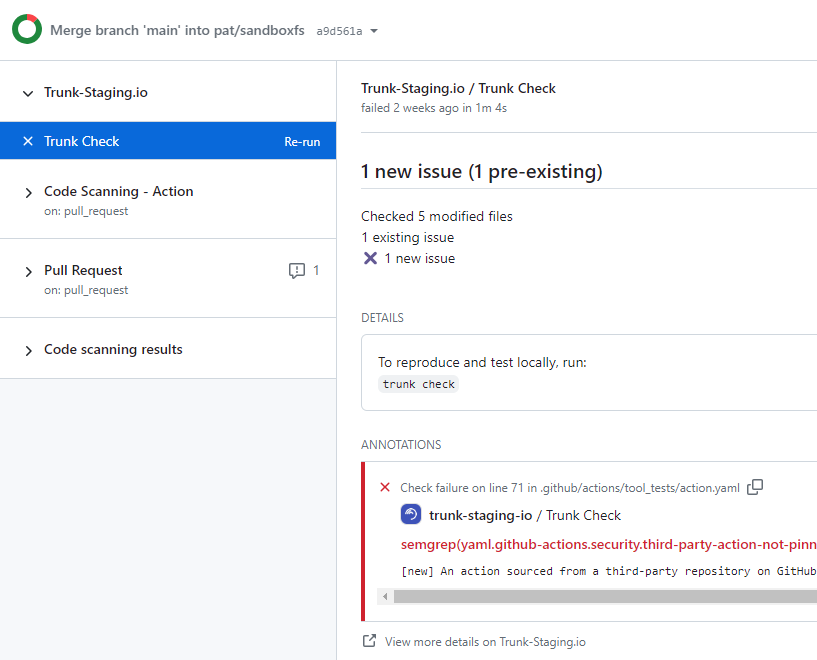 Merge branch 'main' into pat/sandboxfs a9d561a
Trunk-Staging.io
Trunk Check Re-run
Code Scanning - Action
on: pull_request
Pull Request 1
on: pull_request
Code scanning results
Trunk-Staging.io / Trunk Check
failed 2 weeks ago in 1m 4s
1 new issue (1 pre-existing)
Checked 5 modified files
1 existing issue
1 new issue
DETAILS
To reproduce and test locally, run:
trunk check
ANNOTATIONS
Check failure on line 71 in .github/actions/tool_tests/action.yaml
trunk-staging-io / Trunk Check
semgrep(yaml.github-actions.security.third-party-action-not-pinn
[new] An action sourced from a third-party repository on GitHub
View more details on Trunk-Staging.io